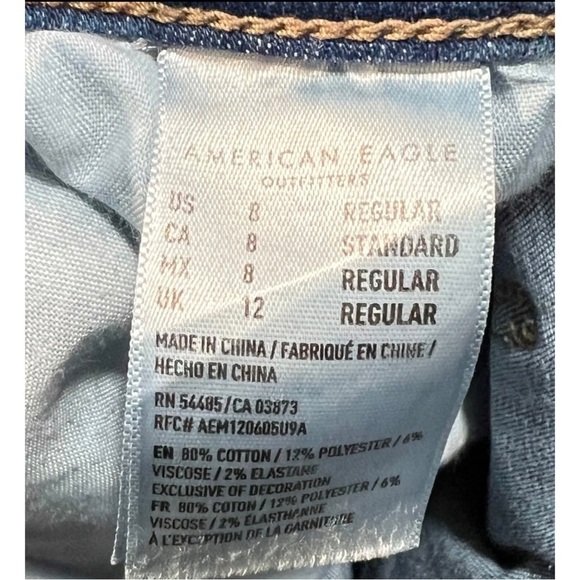 AMERICAN EAGLE
OUTFITTERS
US 8 REGULAR
CA 8 STANDARD
MX 8 REGULAR
UK 12 REGULAR
MADE IN CHINA / FABRIQUÉ EN CHINE /
HECHO EN CHINA
RN 54485/CA 03873
RFC# AEM120605U9A
EN 80% COTTON / 12% POLYESTER / 6%
VISCOSE / 2% ELASTANE
EXCLUSIVE OF DECORATION
FR 80% COTON / 12% POLYESTER / 6%
VISCOSE / 2% ÉLASTHANNE
À L'EXCEPTION DE LA GARNITURE